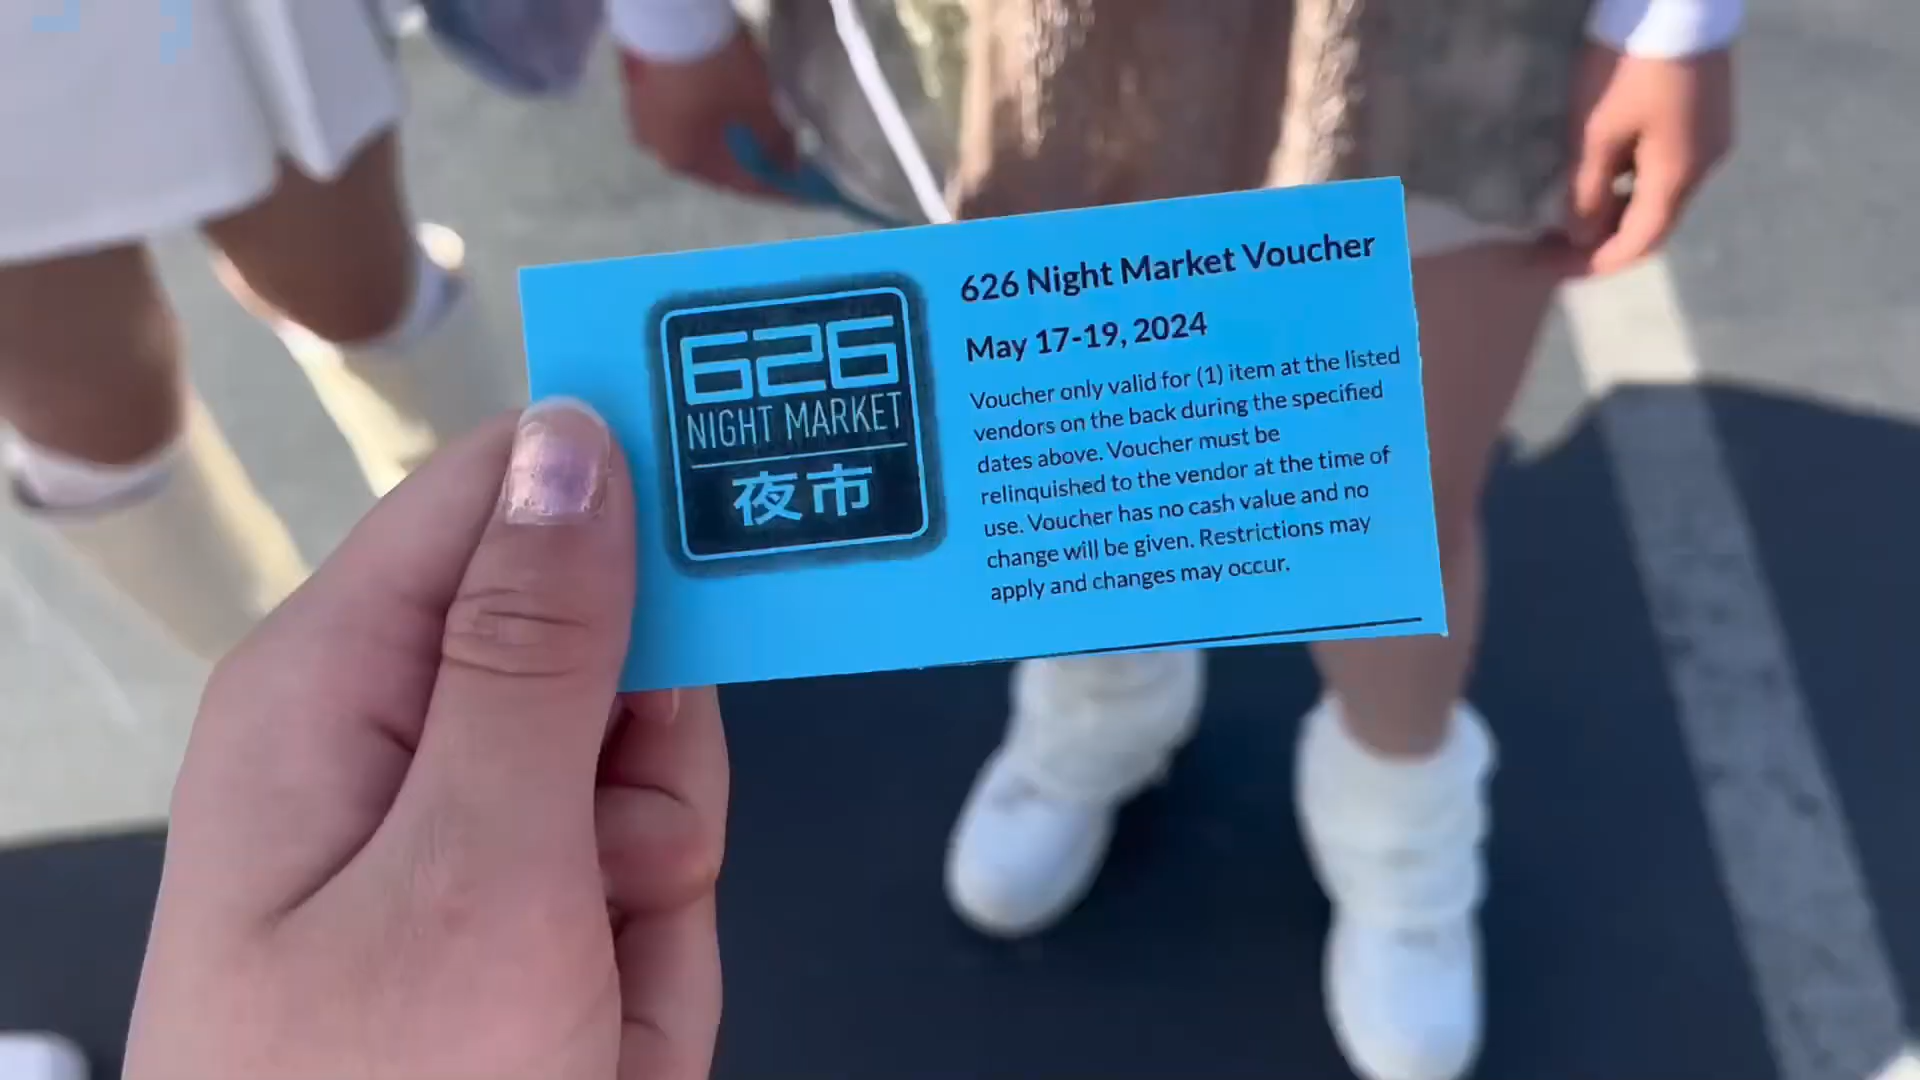 626
NIGHT MARKET
夜市
626 Night Market Voucher
May 17-19, 2024
Voucher only valid for (1) item at the listed
vendors on the back during the specified
dates above. Voucher must be
relinquished to the vendor at the time of
use. Voucher has no cash value and no
change will be given. Restrictions may
apply and changes may occur.